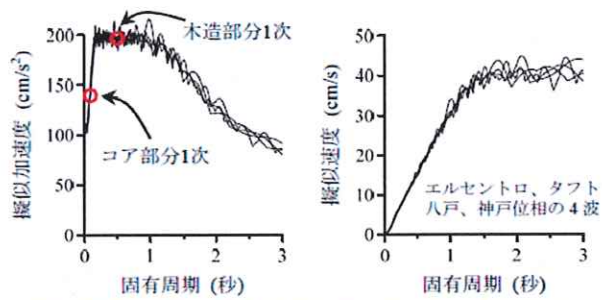 擬似加速度 (cm/s²)
200
150
100
50
0
木造部分1次
コア部分1次
0
1
2
3
固有周期 (秒)
擬似速度 (cm/s)
50
40
30
20
10
0
エルセントロ、タフト
八戸、神戸位相の4波
0
1
2
3
固有周期 (秒)